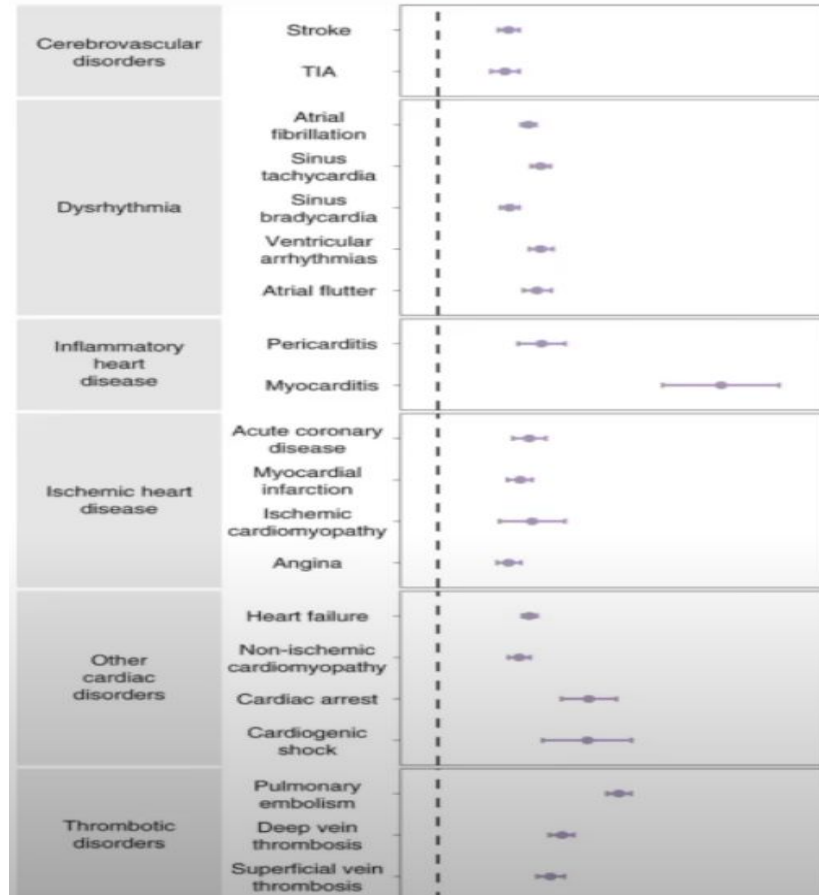 Cerebrovascular
disorders
Stroke
TIA
Dysrhythmia
Atrial
fibrillation
Sinus
tachycardia
Sinus
bradycardia
Ventricular
arrhythmias
Atrial flutter
Inflammatory
heart
disease
Pericarditis
Myocarditis
Ischemic heart
disease
Acute coronary
disease
Myocardial
infarction
Ischemic
cardiomyopathy
Angina
Other
cardiac
disorders
Heart failure
Non-ischemic
cardiomyopathy
Cardiac arrest
Cardiogenic
shock
Thrombotic
disorders
Pulmonary
embolism
Deep vein
thrombosis
Superficial vein
thrombosis